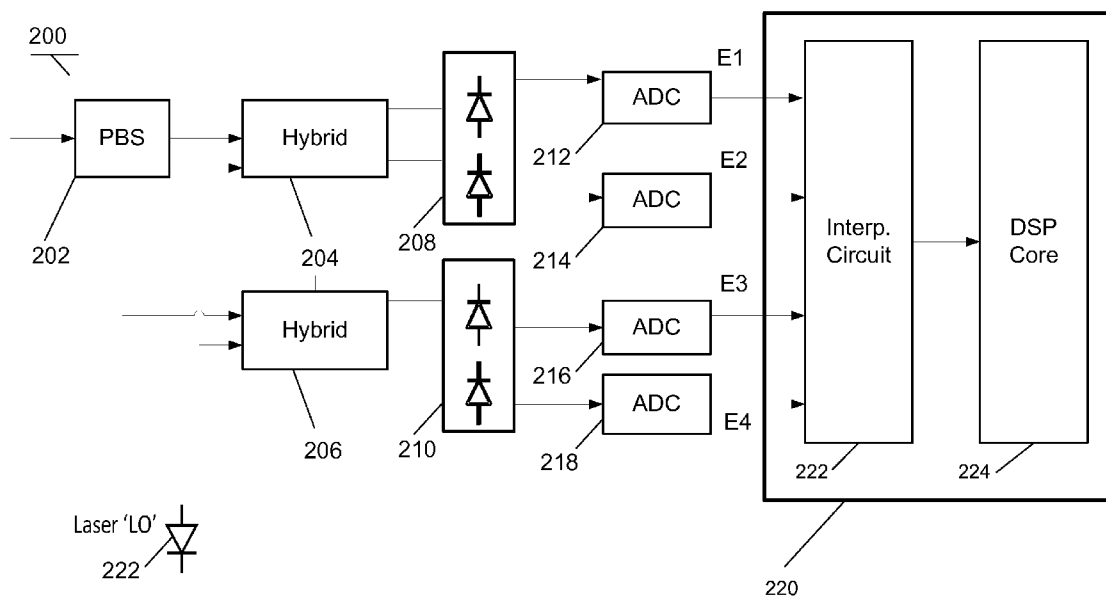 200
PBS
202
Hybrid
204
208
ADC
212
E1
ADC
214
E2
Hybrid
206
210
ADC
216
E3
ADC
218
E4
Interp.
Circuit
222
DSP
Core
224
220
Laser 'LO'
222